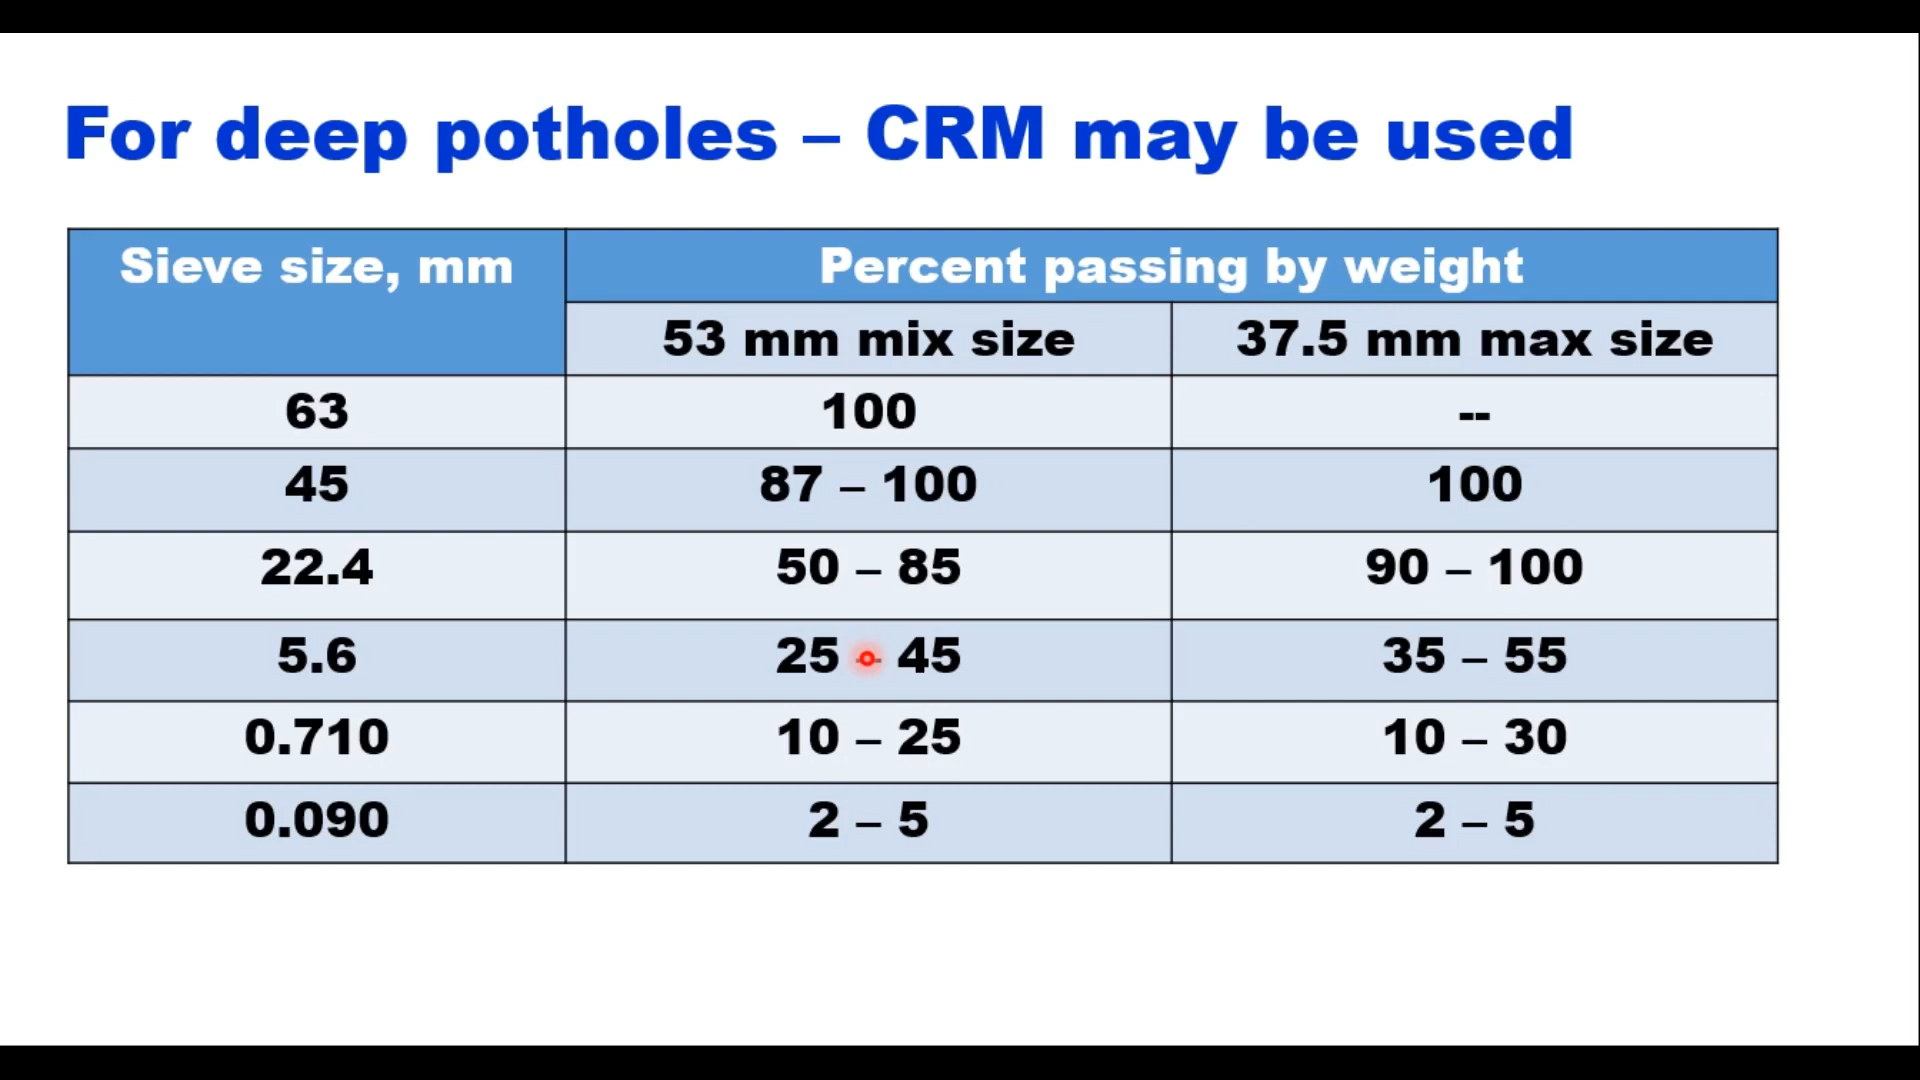 For deep potholes – CRM may be used
Sieve size, mm Percent passing by weight
53 mm mix size 37.5 mm max size
63 100 --
45 87 – 100 100
22.4 50 – 85 90 – 100
5.6 25 – 45 35 – 55
0.710 10 – 25 10 – 30
0.090 2 – 5 2 – 5